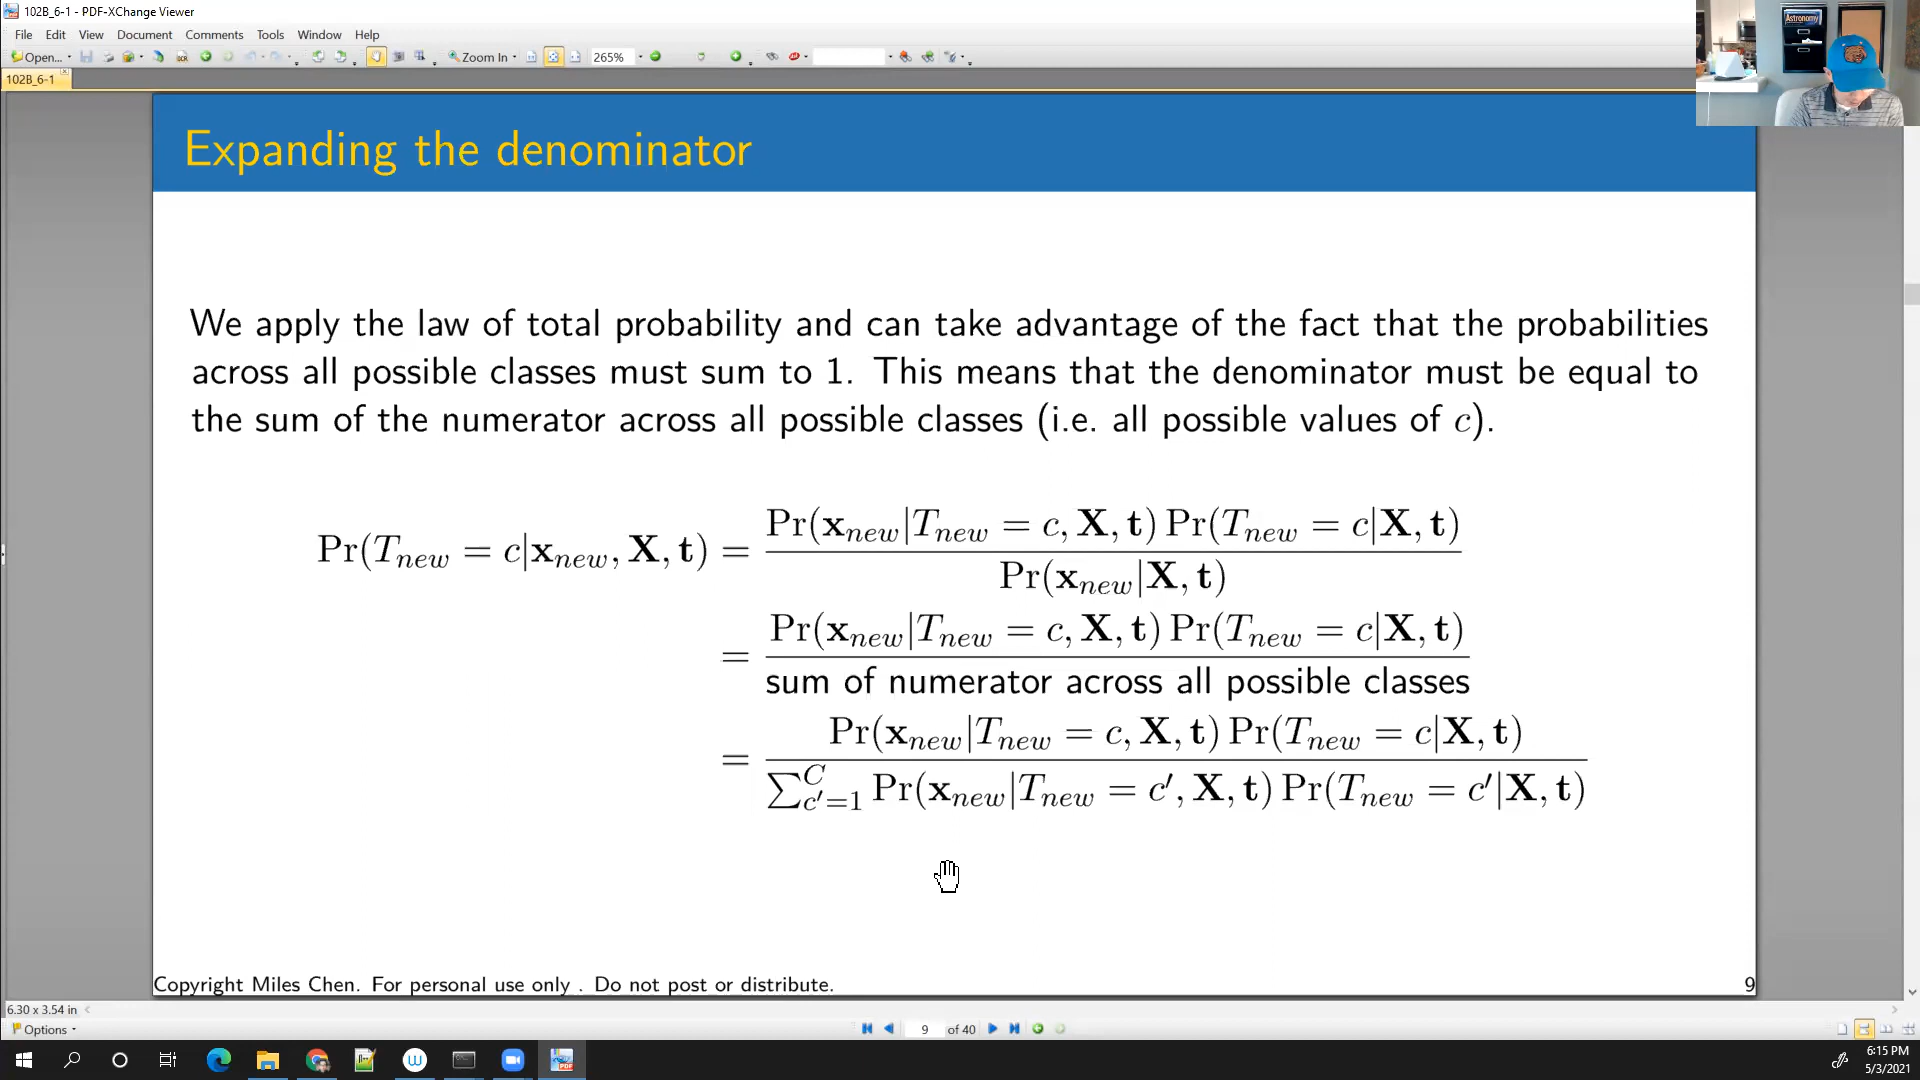 102B_6-1 - PDF-XChange Viewer
File Edit View Document Comments Tools Window Help
Open... OCR Zoom In 265%
102B_6-1
Astronomy
Expanding the denominator
We apply the law of total probability and can take advantage of the fact that the probabilities
across all possible classes must sum to 1. This means that the denominator must be equal to
the sum of the numerator across all possible classes (i.e. all possible values of c).
Pr(T_new = c|x_new, X, t) = Pr(x_new|T_new = c, X, t) Pr(T_new = c|X, t) / Pr(x_new|X, t)
= Pr(x_new|T_new = c, X, t) Pr(T_new = c|X, t) / sum of numerator across all possible classes
= Pr(x_new|T_new = c, X, t) Pr(T_new = c|X, t) / ∑_{c′=1}^{C} Pr(x_new|T_new = c′, X, t) Pr(T_new = c′|X, t)
Copyright Miles Chen. For personal use only . Do not post or distribute. 9
6.30 x 3.54 in
Options 9 of 40
6:15 PM
5/3/2021